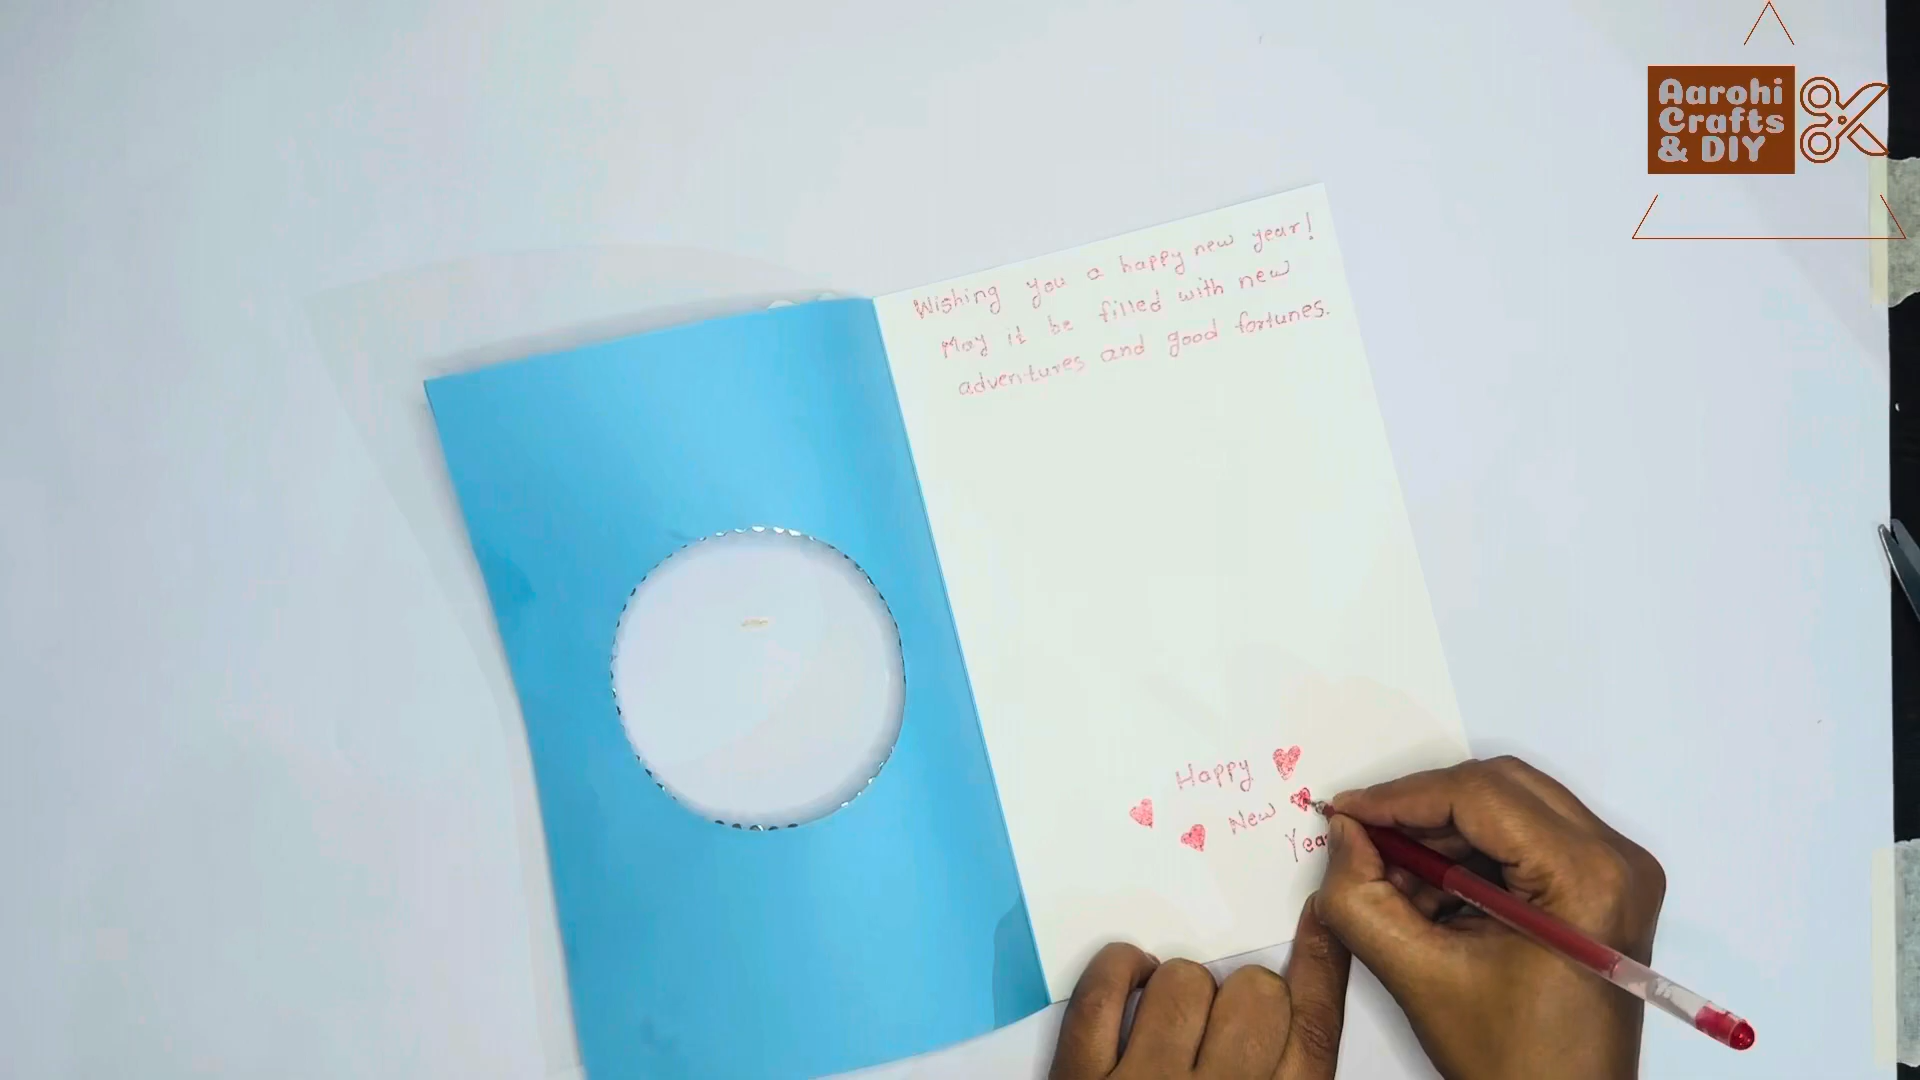 Aarohi
Crafts
& DIY
Wishing you a happy new year!
May it be filled with new
adventures and good fortunes.
Happy
New
Yea